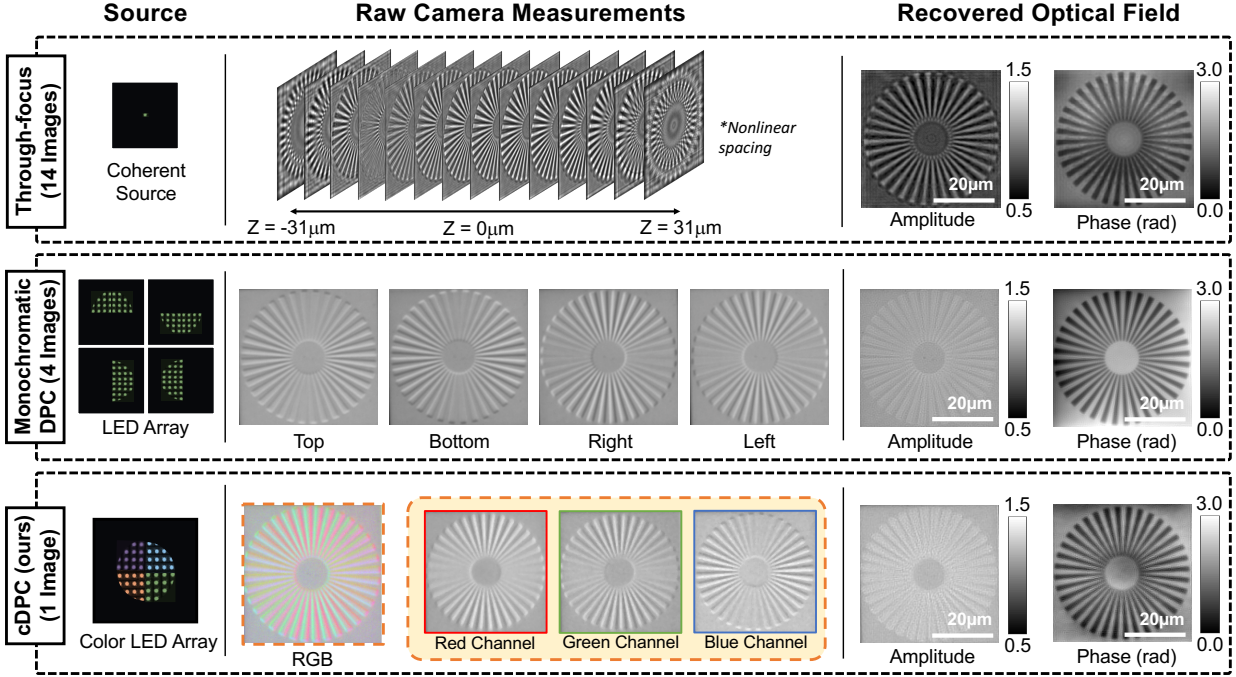 Source
Raw Camera Measurements
Recovered Optical Field
Through-focus
(14 Images)
Coherent
Source
*Nonlinear
spacing
Z = -31µm
Z = 0µm
Z = 31µm
20µm
Amplitude
1.5
0.5
20µm
Phase (rad)
3.0
0.0
Monochromatic
DPC (4 Images)
LED Array
Top
Bottom
Right
Left
20µm
Amplitude
1.5
0.5
20µm
Phase (rad)
3.0
0.0
cDPC (ours)
(1 Image)
Color LED Array
RGB
Red Channel
Green Channel
Blue Channel
20µm
Amplitude
1.5
0.5
20µm
Phase (rad)
3.0
0.0